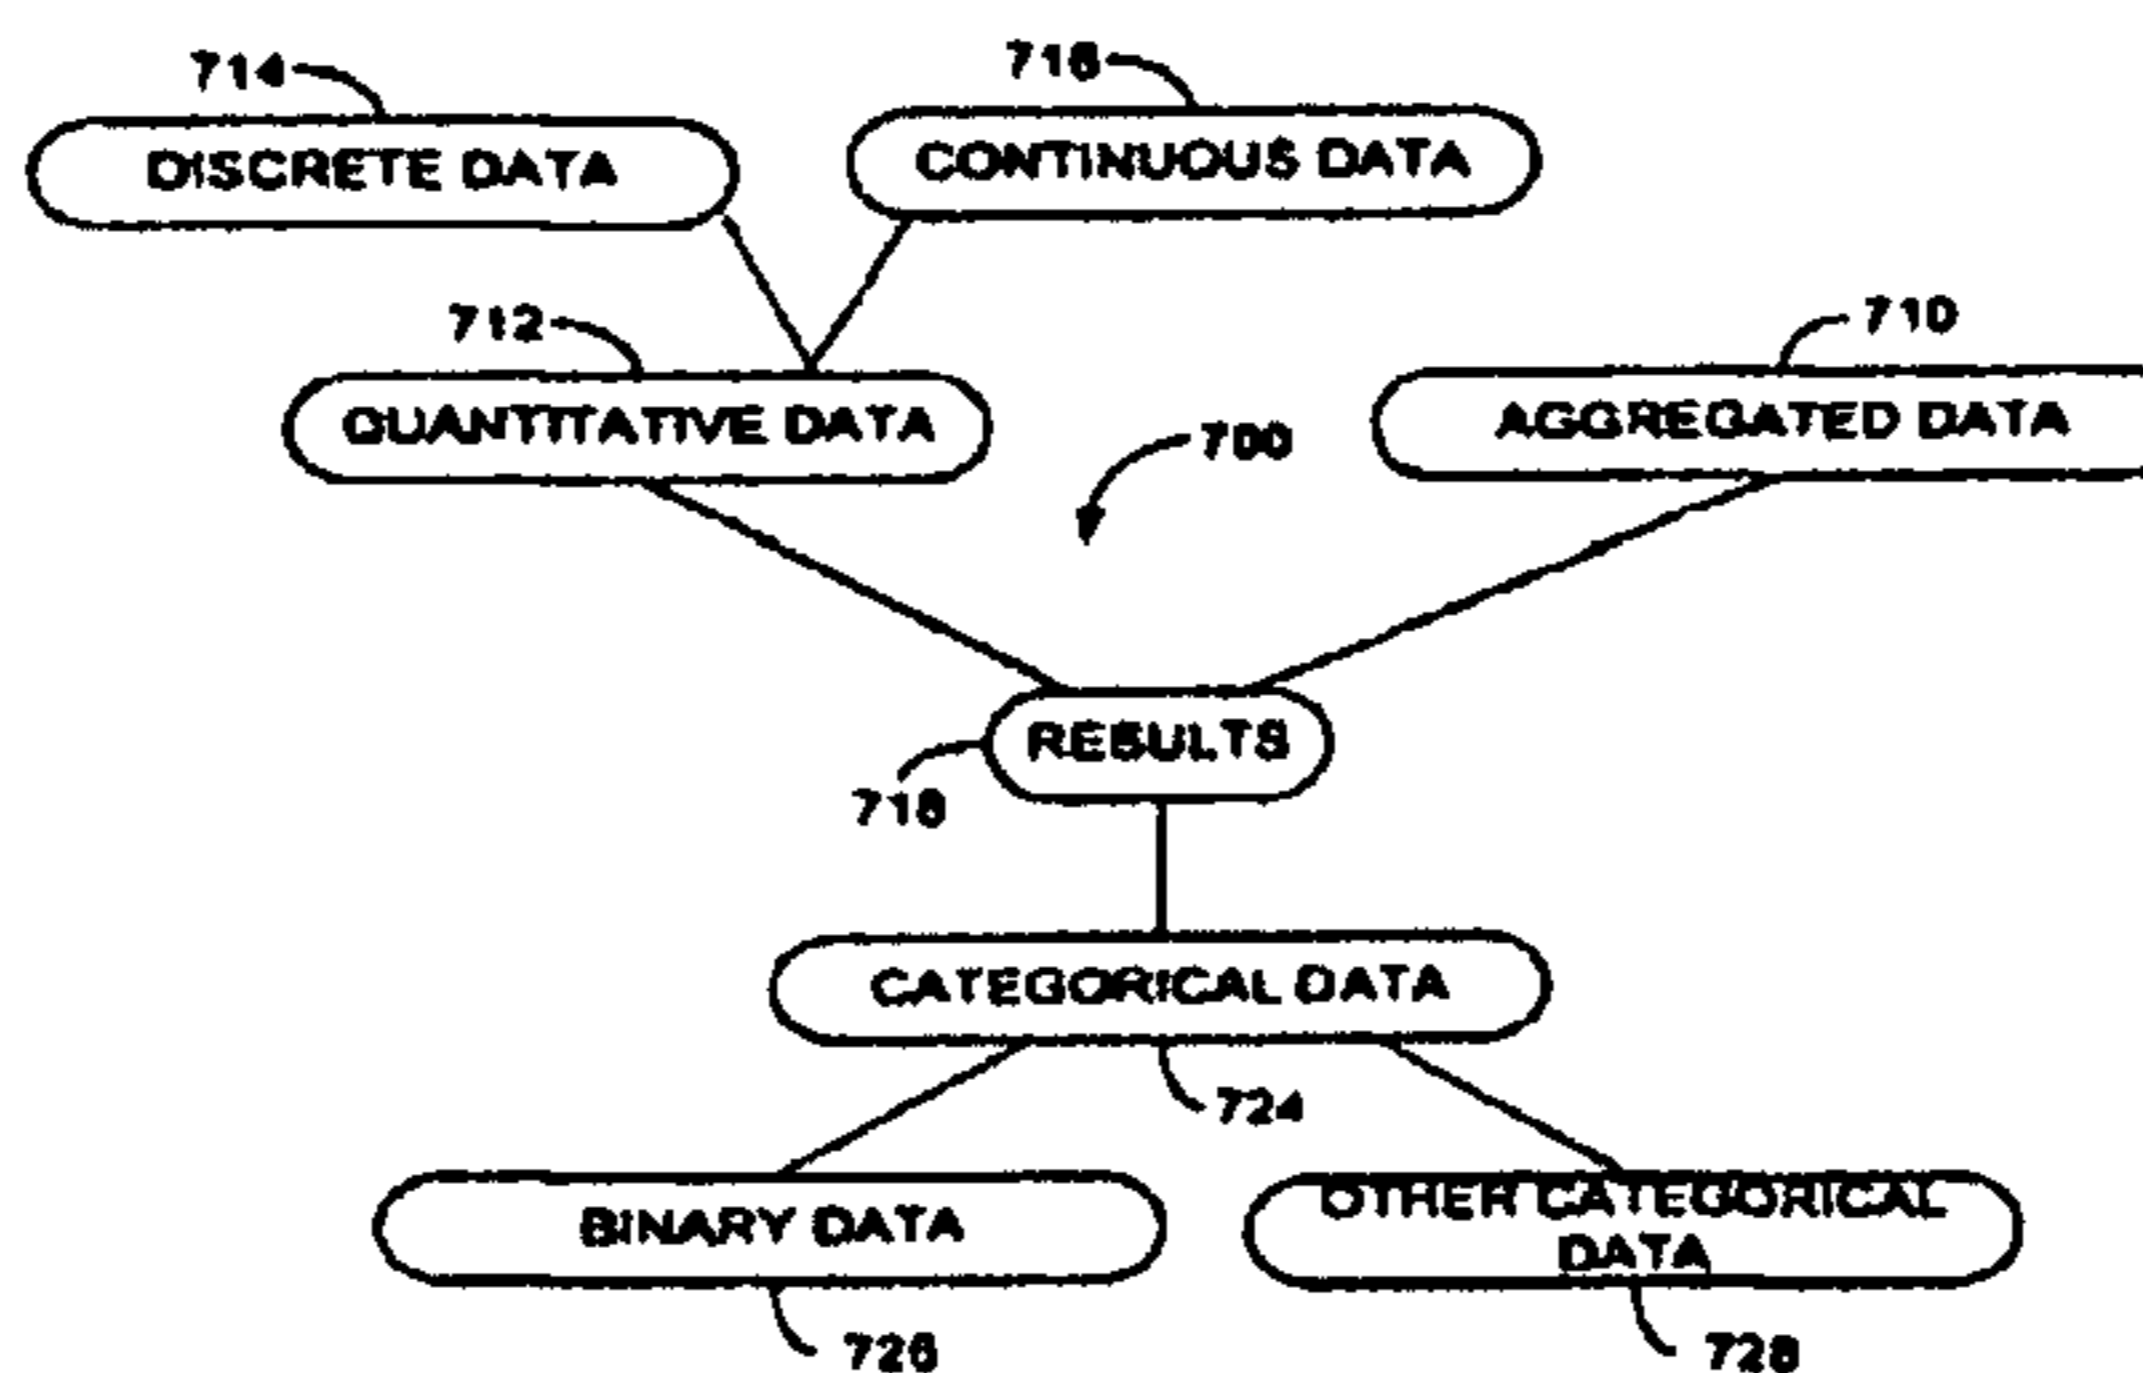 714
716
DISCRETE DATA
CONTINUOUS DATA
712
710
QUANTITATIVE DATA
AGGREGATED DATA
700
RESULTS
CATEGORICAL DATA
724
BINARY DATA
OTHER CATEGORICAL
DATA
726
728